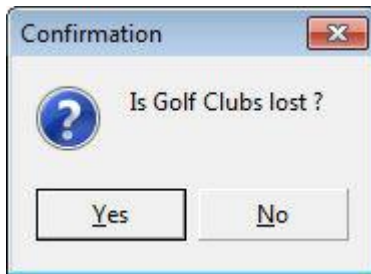 Confirmation
Is Golf Clubs lost ?
Yes
No